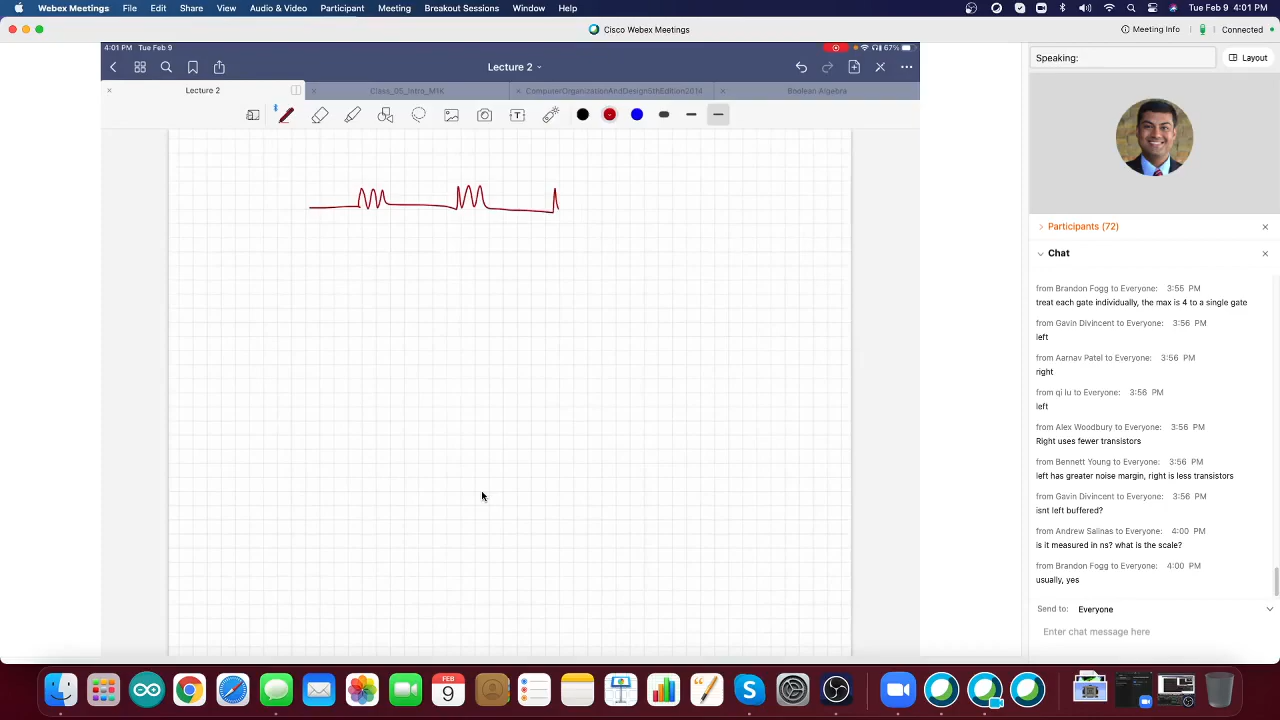 Webex Meetings File Edit Share View Audio & Video Participant Meeting Breakout Sessions Window Help Tue Feb 9 4:01 PM
Cisco Webex Meetings Meeting Info Connected
4:01 PM Tue Feb 9 67%
Lecture 2
Lecture 2 Class_05_Intro_M1K ComputerOrganizationAndDesign5thEdition2014 Boolean Algebra
Speaking: Layout
Participants (72)
Chat
from Brandon Fogg to Everyone: 3:55 PM
treat each gate individually, the max is 4 to a single gate
from Gavin Divincent to Everyone: 3:56 PM
left
from Aarnav Patel to Everyone: 3:56 PM
right
from qi lu to Everyone: 3:56 PM
left
from Alex Woodbury to Everyone: 3:56 PM
Right uses fewer transistors
from Bennett Young to Everyone: 3:56 PM
left has greater noise margin, right is less transistors
from Gavin Divincent to Everyone: 3:56 PM
isnt left buffered?
from Andrew Salinas to Everyone: 4:00 PM
is it measured in ns? what is the scale?
from Brandon Fogg to Everyone: 4:00 PM
usually, yes
Send to: Everyone
Enter chat message here
FEB
9